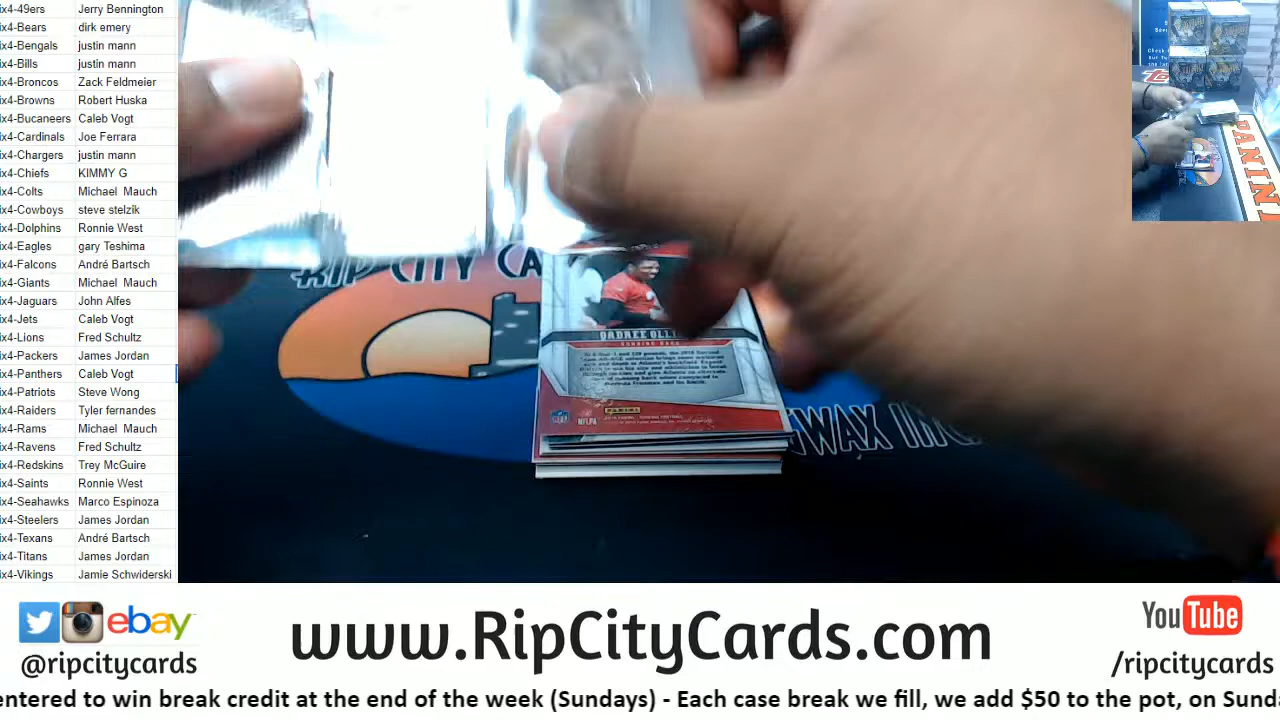 ix4-49ers Jerry Bennington
ix4-Bears dirk emery
ix4-Bengals justin mann
ix4-Bills justin mann
ix4-Broncos Zack Feldmeier
ix4-Browns Robert Huska
ix4-Bucaneers Caleb Vogt
ix4-Cardinals Joe Ferrara
ix4-Chargers justin mann
ix4-Chiefs KIMMY G
ix4-Colts Michael Mauch
ix4-Cowboys steve stelzik
ix4-Dolphins Ronnie West
ix4-Eagles gary Teshima
ix4-Falcons André Bartsch
ix4-Giants Michael Mauch
ix4-Jaguars John Alfes
ix4-Jets Caleb Vogt
ix4-Lions Fred Schultz
ix4-Packers James Jordan
ix4-Panthers Caleb Vogt
ix4-Patriots Steve Wong
ix4-Raiders Tyler fernandes
ix4-Rams Michael Mauch
ix4-Ravens Fred Schultz
ix4-Redskins Trey McGuire
ix4-Saints Ronnie West
ix4-Seahawks Marco Espinoza
ix4-Steelers James Jordan
ix4-Texans André Bartsch
ix4-Titans James Jordan
ix4-Vikings Jamie Schwiderski
RIP CITY CA
QADREE OLLI
RUNNING BACK
PANINI
NFL
NFLPA
WAX IN
PANINI
ebay
@ripcitycards
www.RipCityCards.com
YouTube
/ripcitycards
entered to win break credit at the end of the week (Sundays) - Each case break we fill, we add $50 to the pot, on Sunda